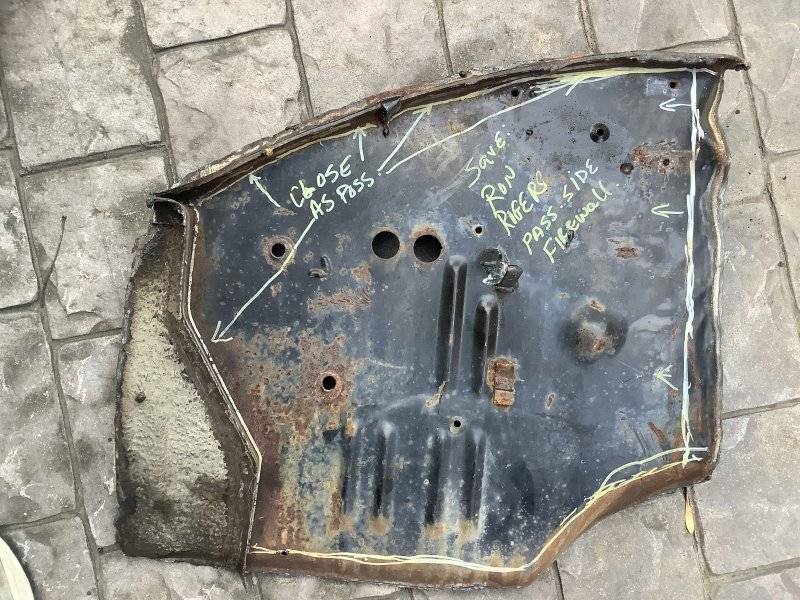 CLOSE
AS POSS.
Save:
RON
RIGERS
PASS. SIDE
FIREWALL